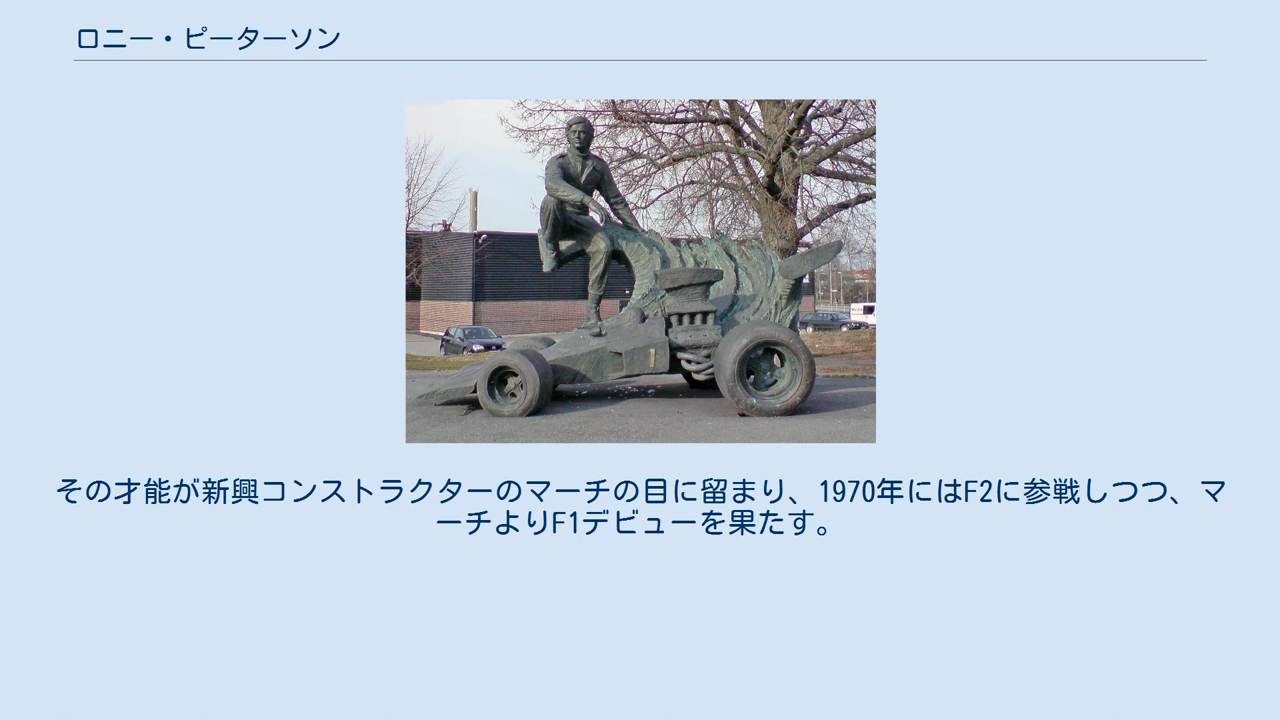 ロニー・ピーターソン
その才能が新興コンストラクターのマーチの目に留まり、1970年にはF2に参戦しつつ、マ
ーチよりF1デビューを果たす。